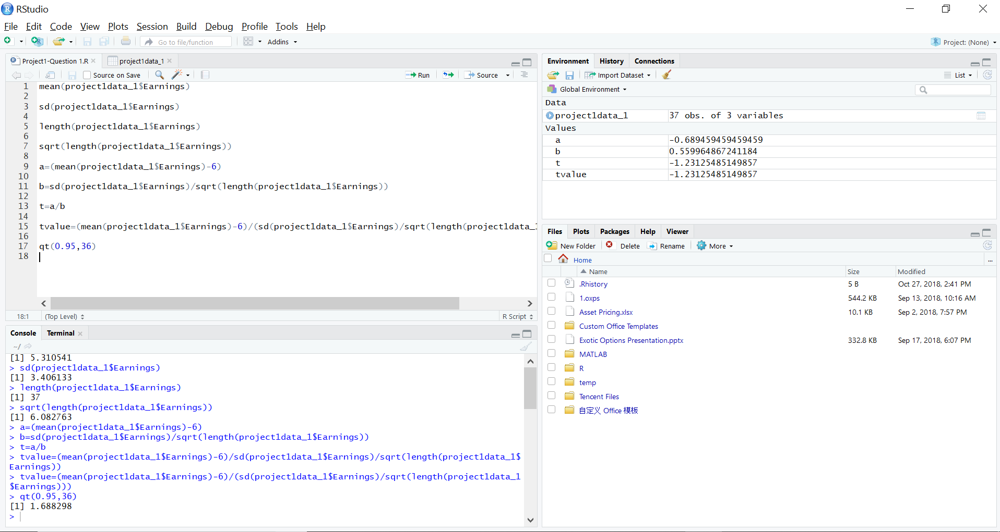 RStudio
File Edit Code View Plots Session Build Debug Profile Tools Help
Go to file/function Addins Project: (None)
Project1-Question 1.R project1data_1
Source on Save Run Source
1 mean(project1data_1$Earnings)
2
3 sd(project1data_1$Earnings)
4
5 length(project1data_1$Earnings)
6
7 sqrt(length(project1data_1$Earnings))
8
9 a=(mean(project1data_1$Earnings)-6)
10
11 b=sd(project1data_1$Earnings)/sqrt(length(project1data_1$Earnings))
12
13 t=a/b
14
15 tvalue=(mean(project1data_1$Earnings)-6)/(sd(project1data_1$Earnings)/sqrt(length(project1data_1
16
17 qt(0.95,36)
18
18:1 (Top Level) R Script
Console Terminal
~/
[1] 5.310541
> sd(project1data_1$Earnings)
[1] 3.406133
> length(project1data_1$Earnings)
[1] 37
> sqrt(length(project1data_1$Earnings))
[1] 6.082763
> a=(mean(project1data_1$Earnings)-6)
> b=sd(project1data_1$Earnings)/sqrt(length(project1data_1$Earnings))
> t=a/b
> tvalue=(mean(project1data_1$Earnings)-6)/sd(project1data_1$Earnings)/sqrt(length(project1data_1$
Earnings))
> tvalue=(mean(project1data_1$Earnings)-6)/(sd(project1data_1$Earnings)/sqrt(length(project1data_1
$Earnings)))
> qt(0.95,36)
[1] 1.688298
>
Environment History Connections
Import Dataset List
Global Environment
Data
project1data_1 37 obs. of 3 variables
Values
a -0.689459459459459
b 0.559964867241184
t -1.23125485149857
tvalue -1.23125485149857
Files Plots Packages Help Viewer
New Folder Delete Rename More
Home ...
Name Size Modified
.Rhistory 5 B Oct 27, 2018, 2:41 PM
1.oxps 544.2 KB Sep 13, 2018, 10:16 AM
Asset Pricing.xlsx 10.1 KB Sep 2, 2018, 7:57 PM
Custom Office Templates
Exotic Options Presentation.pptx 332.8 KB Sep 17, 2018, 6:07 PM
MATLAB
R
temp
Tencent Files
自定义 Office 模板